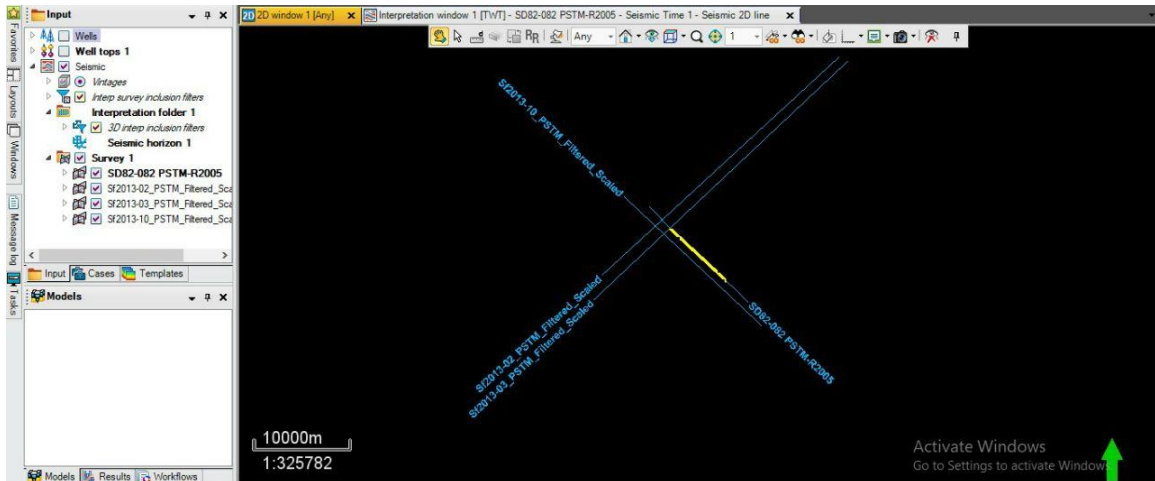 Input
2D 2D window 1 [Any]
Interpretation window 1 [TWT] - SD82-082 PSTM-R2005 - Seismic Time 1 - Seismic 2D line
Favorites
Layouts
Windows
Message log
Tasks
Wells
Well tops 1
Seismic
Vintages
Interp survey inclusion filters
Interpretation folder 1
3D interp inclusion filters
Seismic horizon 1
Survey 1
SD82-082 PSTM-R2005
Sf2013-02_PSTM_Filtered_Sca
Sf2013-03_PSTM_Filtered_Sca
Sf2013-10_PSTM_Filtered_Sca
Input Cases Templates
Models
Models Results Workflows
RR Any 1
Sf2013-10_PSTM_Filtered_Scaled
Sf2013-02_PSTM_Filtered_Scaled
Sf2013-03_PSTM_Filtered_Scaled
SD82-082 PSTM-R2005
10000m
1:325782
Activate Windows
Go to Settings to activate Windows.